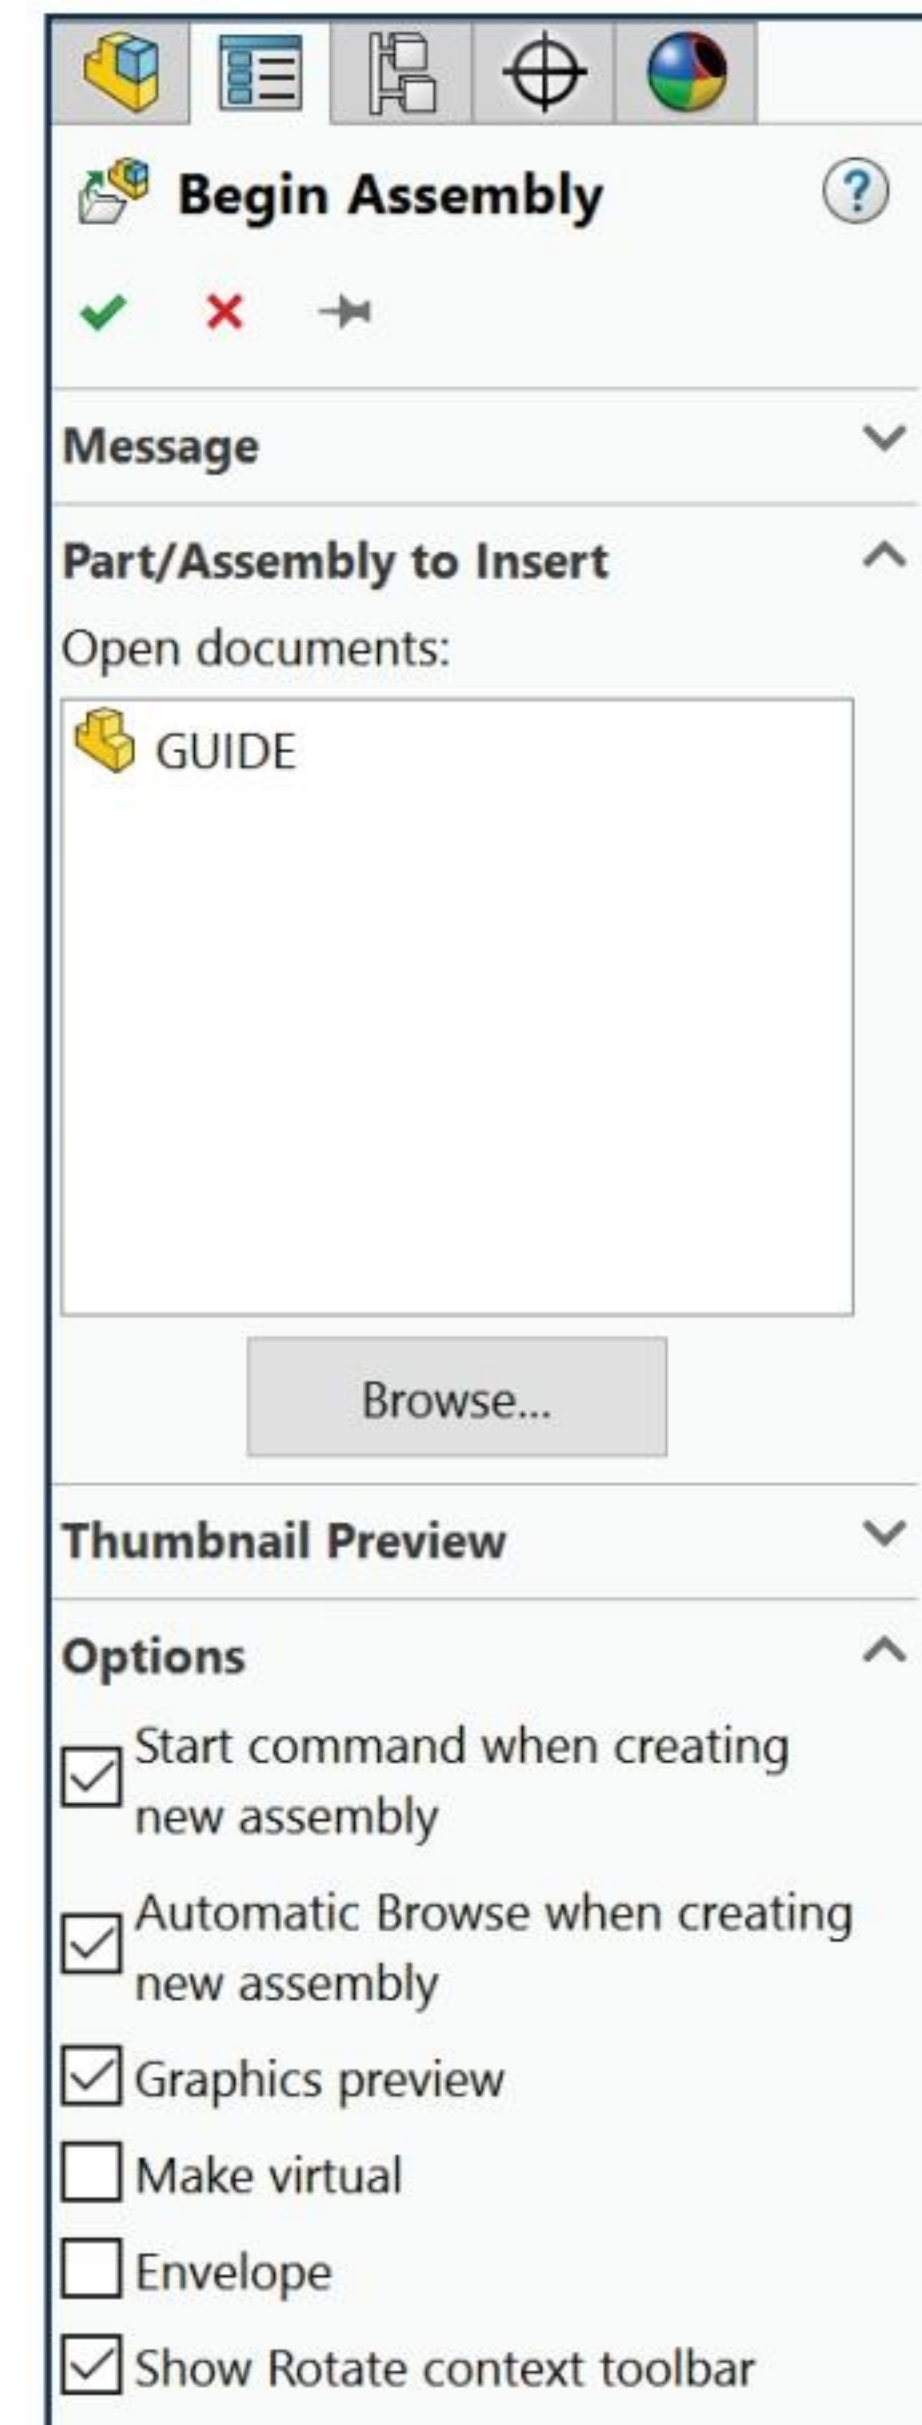 Begin Assembly
?
Message
Part/Assembly to Insert
Open documents:
GUIDE
Browse...
Thumbnail Preview
Options
Start command when creating
new assembly
Automatic Browse when creating
new assembly
Graphics preview
Make virtual
Envelope
Show Rotate context toolbar